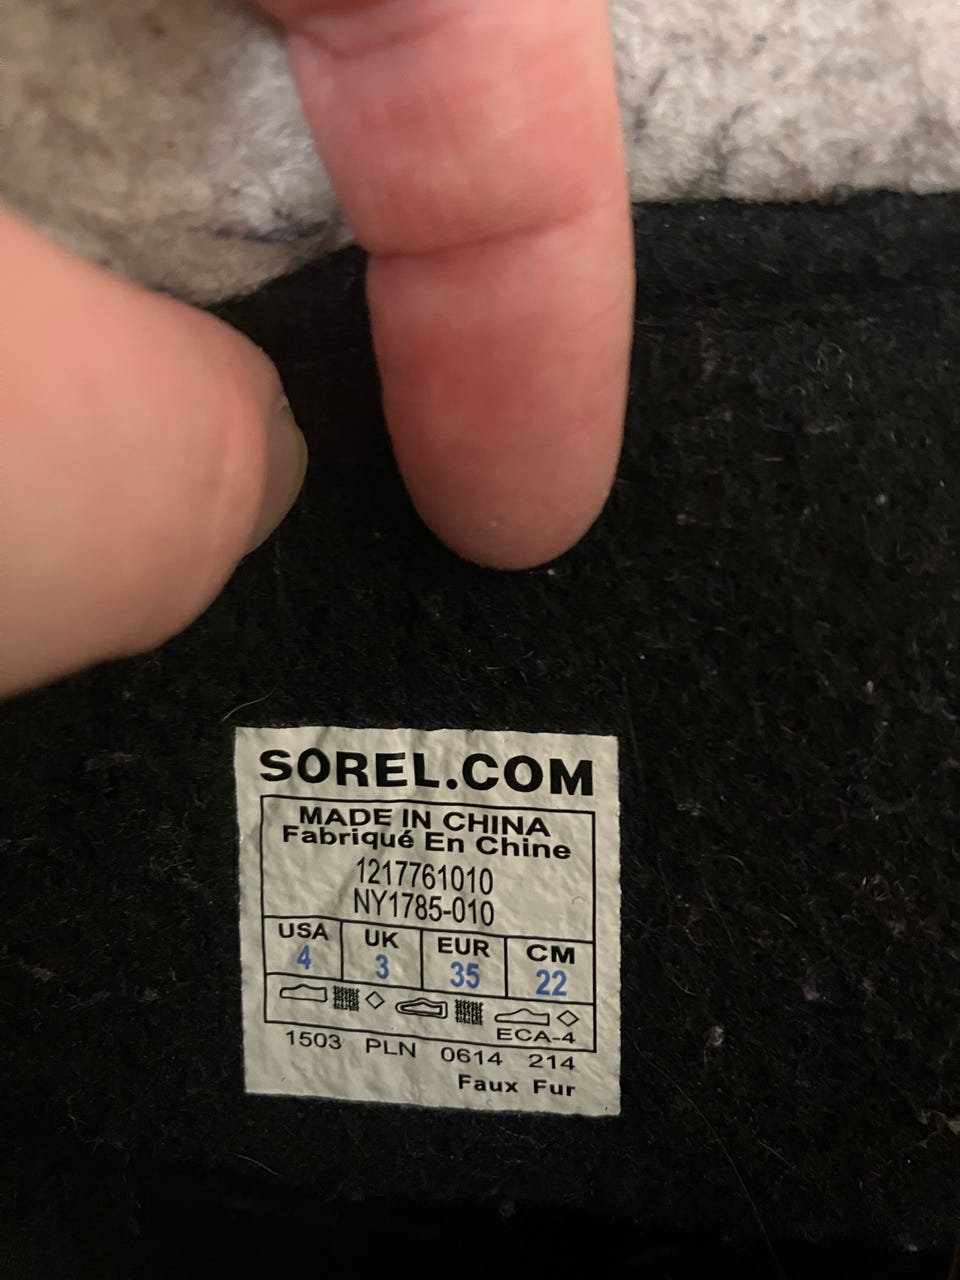 SOREL.COM
MADE IN CHINA
Fabriqué En Chine
1217761010
NY1785-010
USA UK EUR CM
4 3 35 22
ECA-4
1503 PLN 0614 214
Faux Fur